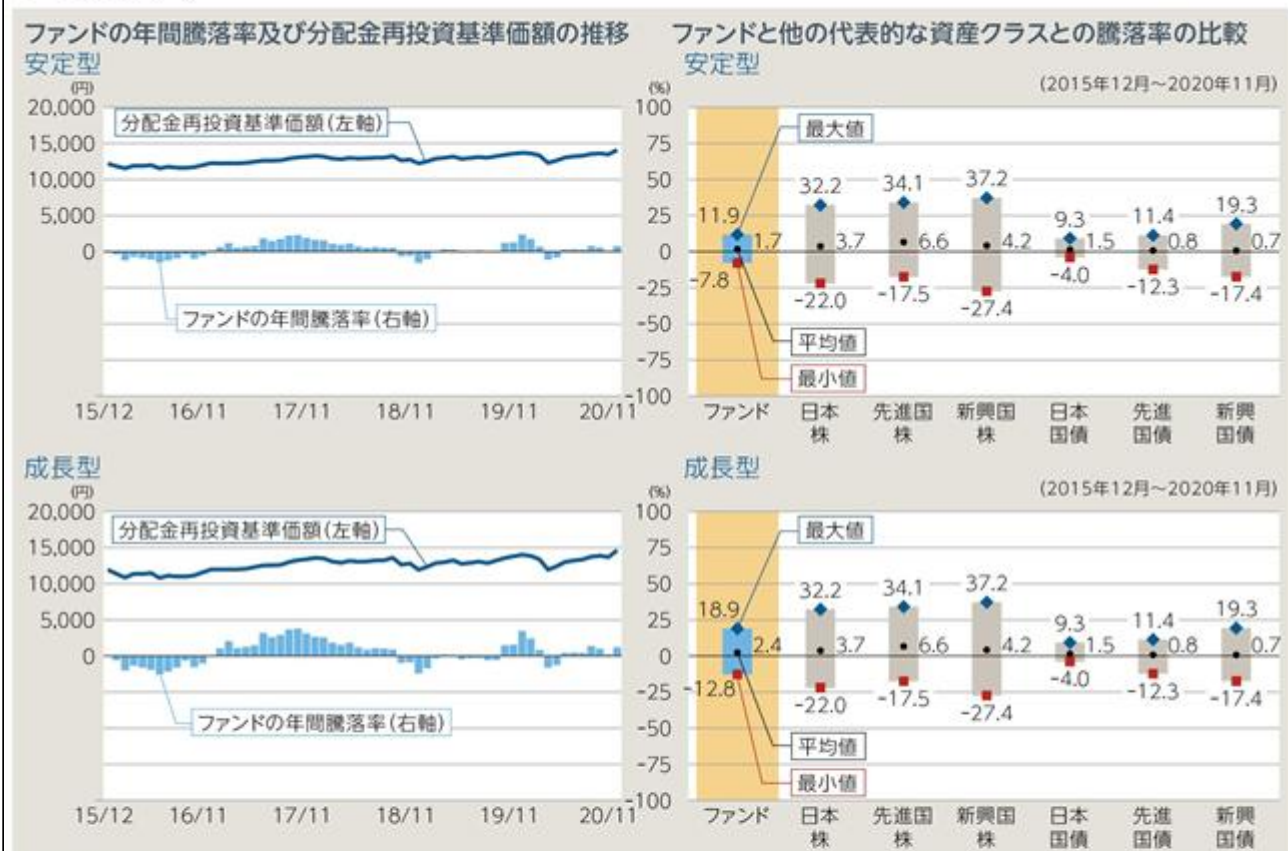 ファンドの年間騰落率及び分配金再投資基準価額の推移
安定型
(円)
20,000
15,000
10,000
5,000
0
分配金再投資基準価額(左軸)
ファンドの年間騰落率(右軸)
15/12 16/11 17/11 18/11 19/11 20/11
ファンドと他の代表的な資産クラスとの騰落率の比較
安定型
(2015年12月～2020年11月)
(%)
100
75
50
25
0
-25
-50
-75
-100
最大値
平均値
最小値
11.9 32.2 34.1 37.2 9.3 11.4 19.3
1.7 3.7 6.6 4.2 1.5 0.8 0.7
-7.8 -22.0 -17.5 -27.4 -4.0 -12.3 -17.4
ファンド 日本株 先進国株 新興国株 日本国債 先進国債 新興国債
成長型
(円)
20,000
15,000
10,000
5,000
0
分配金再投資基準価額(左軸)
ファンドの年間騰落率(右軸)
15/12 16/11 17/11 18/11 19/11 20/11
成長型
(2015年12月～2020年11月)
(%)
100
75
50
25
0
-25
-50
-75
-100
最大値
平均値
最小値
18.9 32.2 34.1 37.2 9.3 11.4 19.3
2.4 3.7 6.6 4.2 1.5 0.8 0.7
-12.8 -22.0 -17.5 -27.4 -4.0 -12.3 -17.4
ファンド 日本株 先進国株 新興国株 日本国債 先進国債 新興国債